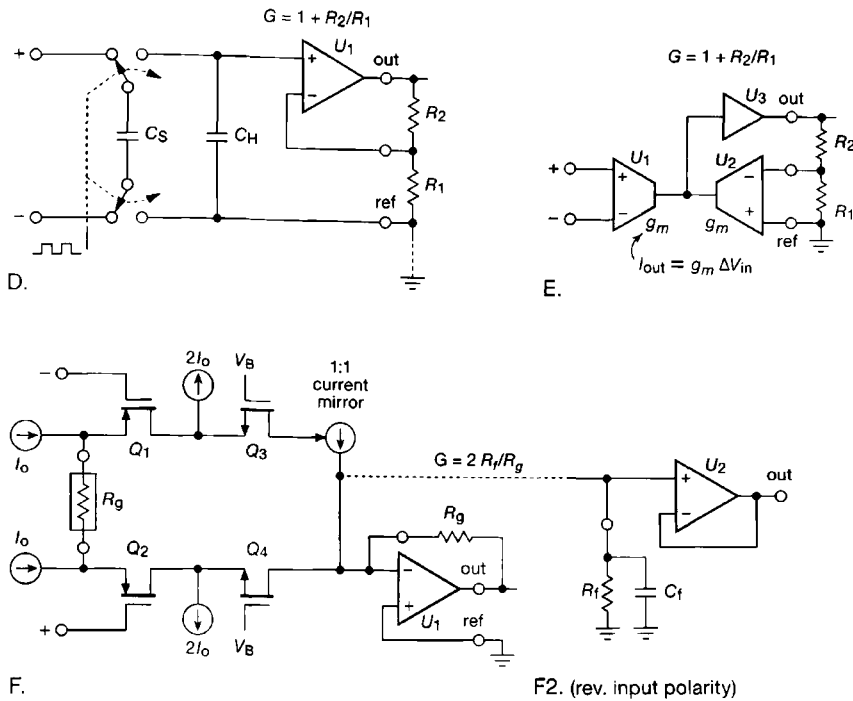 G = 1 + R2/R1
+
U1
out
+
−
R2
CS
CH
R1
−
ref
D.
G = 1 + R2/R1
U3
out
U1
U2
R2
+
−
+
−
−
+
R1
gm
gm
ref
Iout = gm ΔVin
E.
−
2Io
VB
1:1
current
mirror
Io
Q1
Q3
Rg
G = 2 Rf/Rg
U2
out
+
−
Io
Q2
Q4
Rg
out
−
+
U1
ref
Rf
Cf
+
2Io
VB
F.
F2. (rev. input polarity)